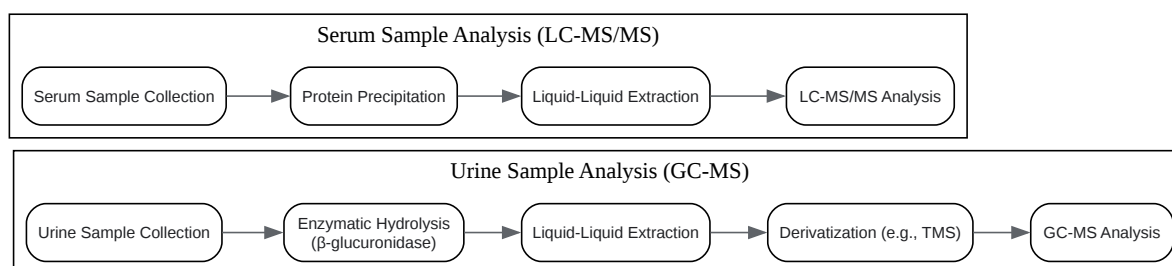 Serum Sample Analysis (LC-MS/MS)
Serum Sample Collection
Protein Precipitation
Liquid-Liquid Extraction
LC-MS/MS Analysis
Urine Sample Analysis (GC-MS)
Urine Sample Collection
Enzymatic Hydrolysis
(β-glucuronidase)
Liquid-Liquid Extraction
Derivatization (e.g., TMS)
GC-MS Analysis